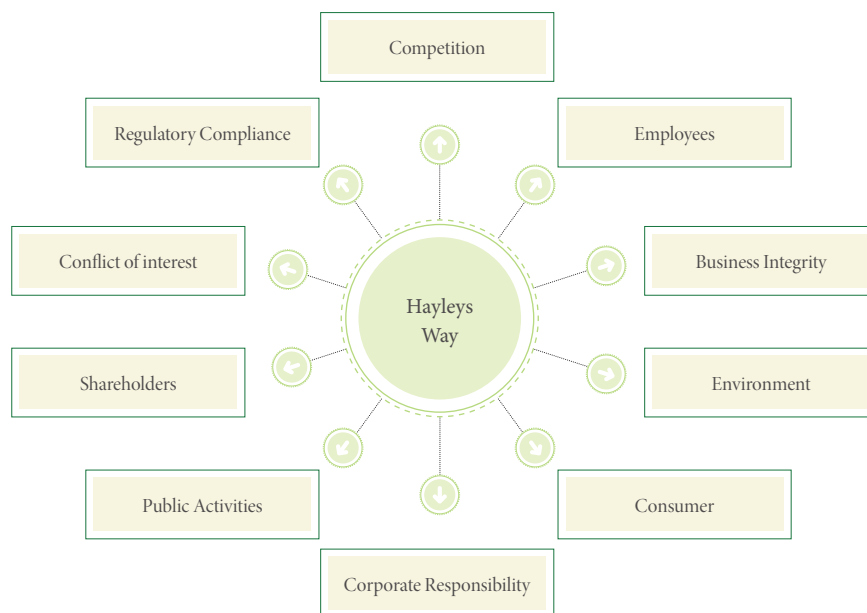 Competition
Regulatory Compliance
Employees
Conflict of interest
Business Integrity
Hayleys
Way
Shareholders
Environment
Public Activities
Consumer
Corporate Responsibility